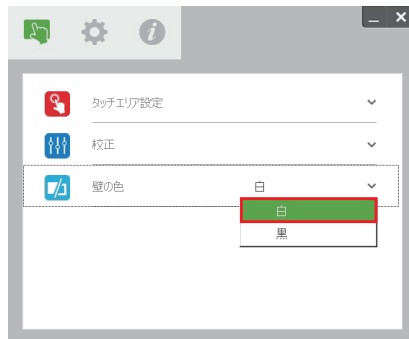 タッチエリア設定
校正
壁の色 白
白
黒